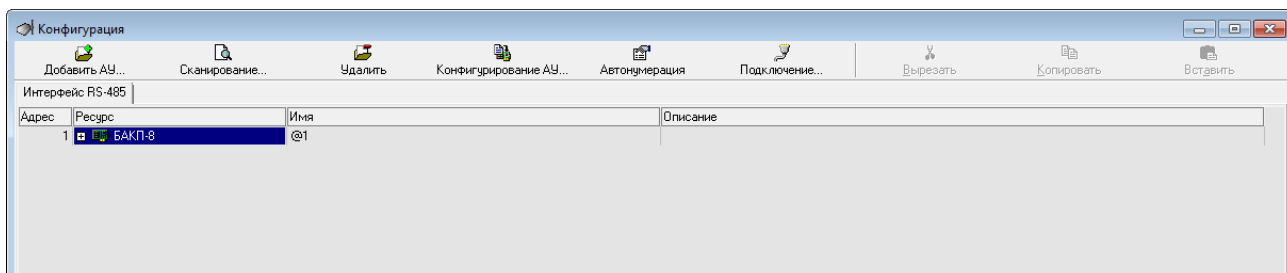 Конфигурация
Добавить АУ... Сканирование... Удалить Конфигурирование АУ... Автонумерация Подключение... Вырезать Копировать Вставить
Интерфейс RS-485
Адрес Ресурс Имя Описание
1 БАКП-8 @1